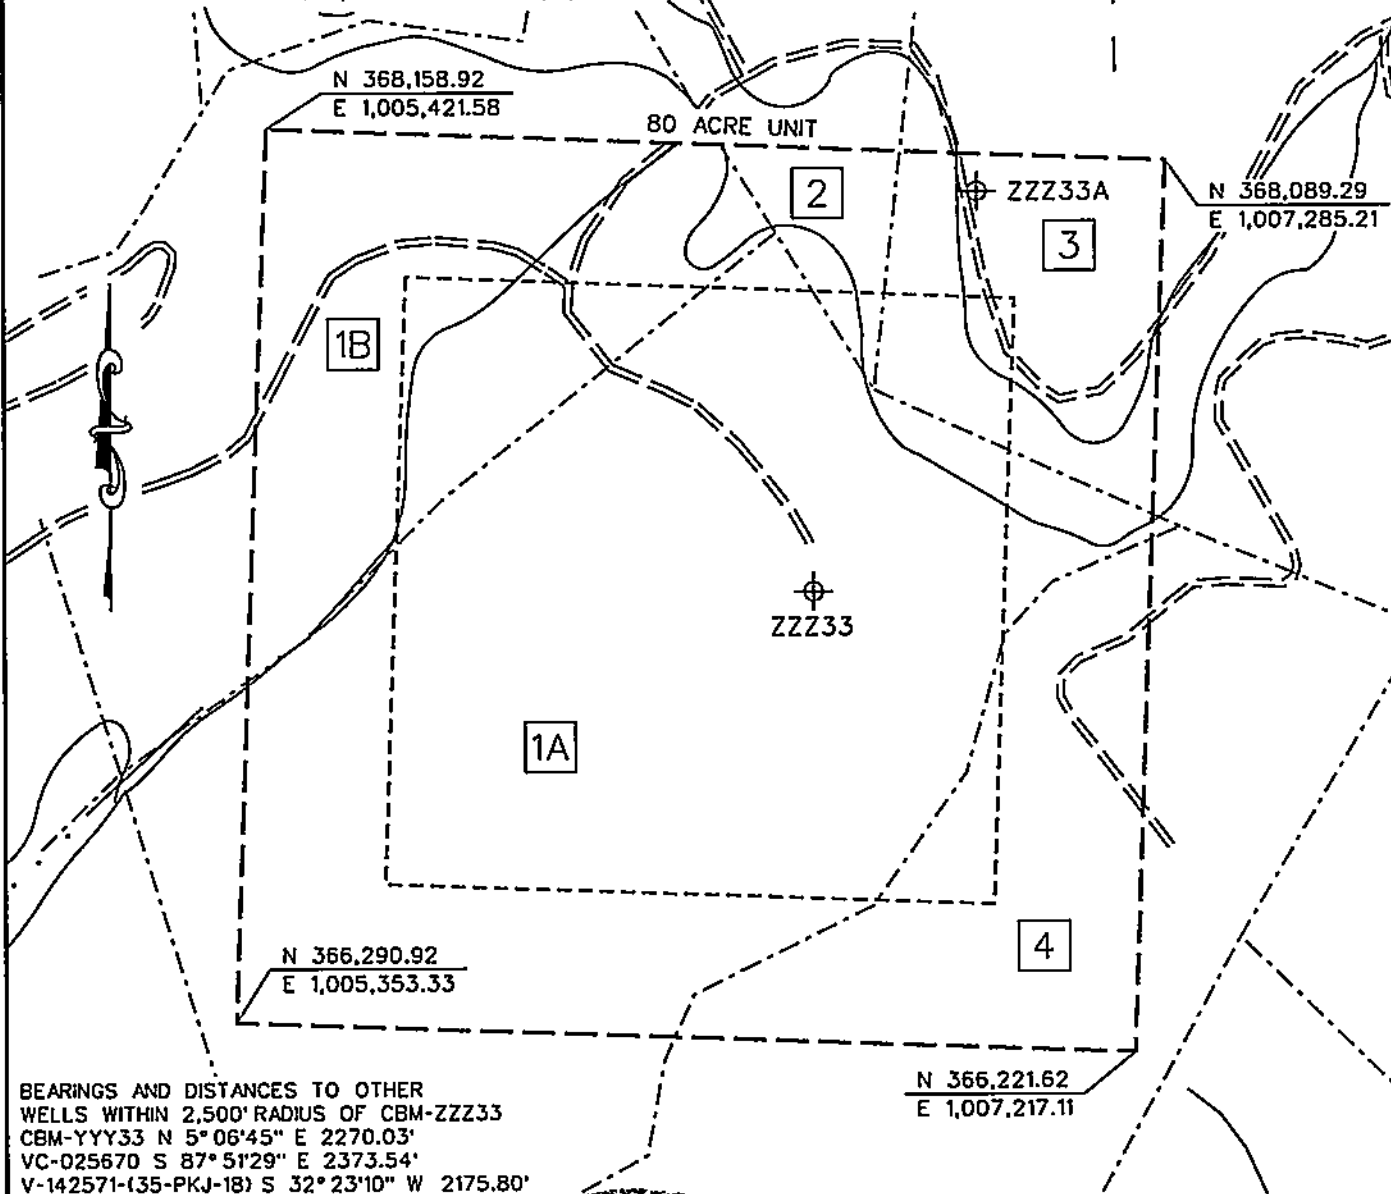 N 368,158.92
E 1,005,421.58
80 ACRE UNIT
2
ZZZ33A
N 368,089.29
E 1,007,285.21
3
1B
ZZZ33
1A
4
N 366,290.92
E 1,005,353.33
N 366,221.62
E 1,007,217.11
BEARINGS AND DISTANCES TO OTHER
WELLS WITHIN 2,500' RADIUS OF CBM-ZZZ33
CBM-YYY33 N 5° 06'45" E 2270.03'
VC-025670 S 87° 51'29" E 2373.54'
V-142571-(35-PKJ-18) S 32° 23'10" W 2175.80'